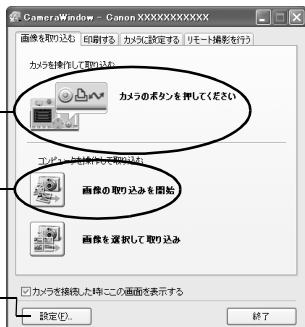 CameraWindow - Canon XXXXXXXXXXX
画像を取り込む 印刷する カメラに設定する リモート撮影を行う
カメラを操作して取り込む
カメラのボタンを押してください
コンピュータを操作して取り込む
画像の取り込みを開始
画像を選択して取り込み
カメラを接続した時にこの画面を表示する
設定(F)...
終了